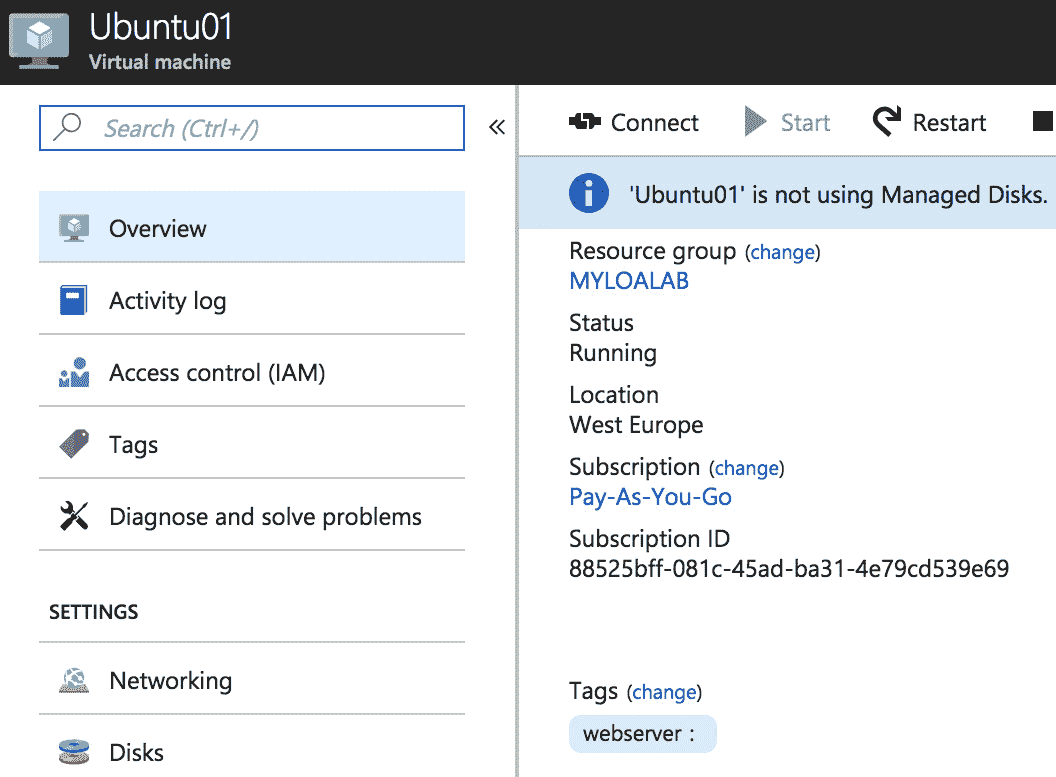 Ubuntu01
Virtual machine
Search (Ctrl+/)
«
Overview
Activity log
Access control (IAM)
Tags
Diagnose and solve problems
SETTINGS
Networking
Disks
Connect
Start
Restart
'Ubuntu01' is not using Managed Disks.
Resource group (change)
MYLOALAB
Status
Running
Location
West Europe
Subscription (change)
Pay-As-You-Go
Subscription ID
88525bff-081c-45ad-ba31-4e79cd539e69
Tags (change)
webserver :